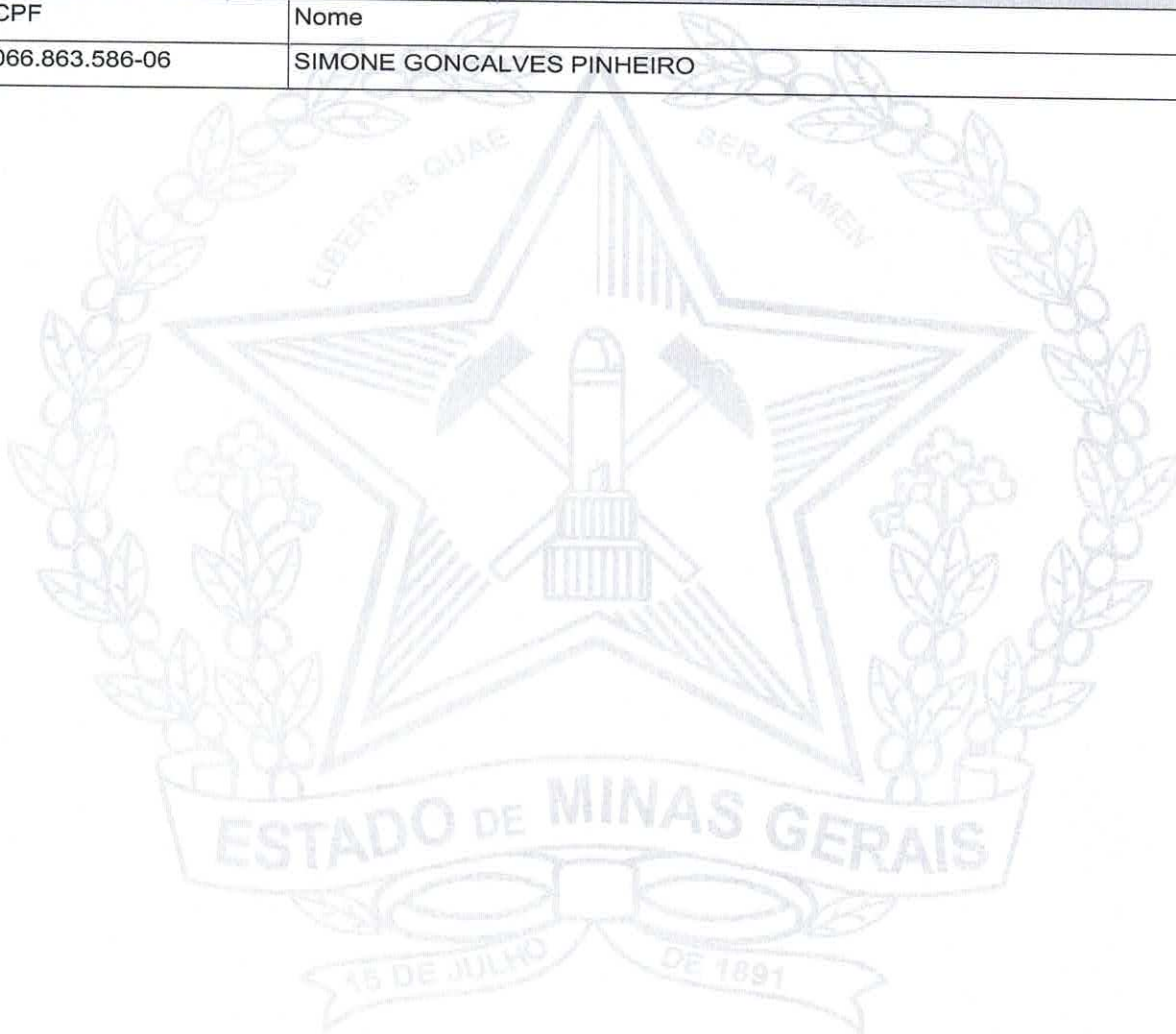 CPF Nome
066.863.586-06 SIMONE GONCALVES PINHEIRO
LIBERTAS QUAE SERA TAMEN
ESTADO DE MINAS GERAIS
15 DE JULHO DE 1891